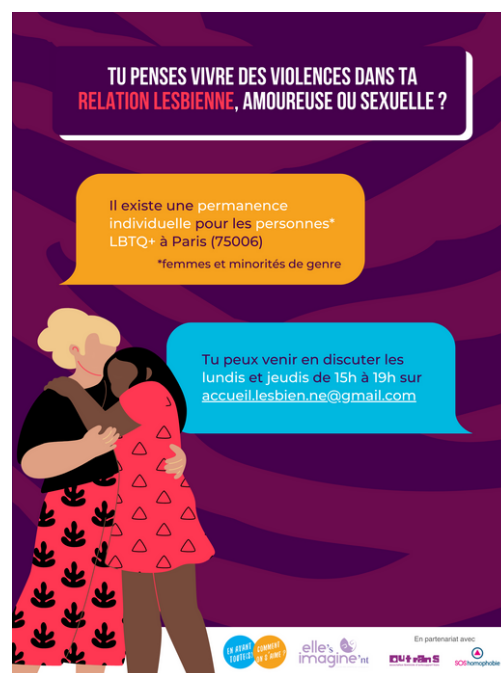 TU PENSES VIVRE DES VIOLENCES DANS TA
RELATION LESBIENNE, AMOUREUSE OU SEXUELLE ?
Il existe une permanence
individuelle pour les personnes*
LBTQ+ à Paris (75006)
*femmes et minorités de genre
Tu peux venir en discuter les
lundis et jeudis de 15h à 19h sur
accueil.lesbien.ne@gmail.com
En partenariat avec
EN AVANT
TOUTE(S)
COMMENT
ON S'AIME ?
elle's
imagine'nt
OUTRANS
SOShomophobie